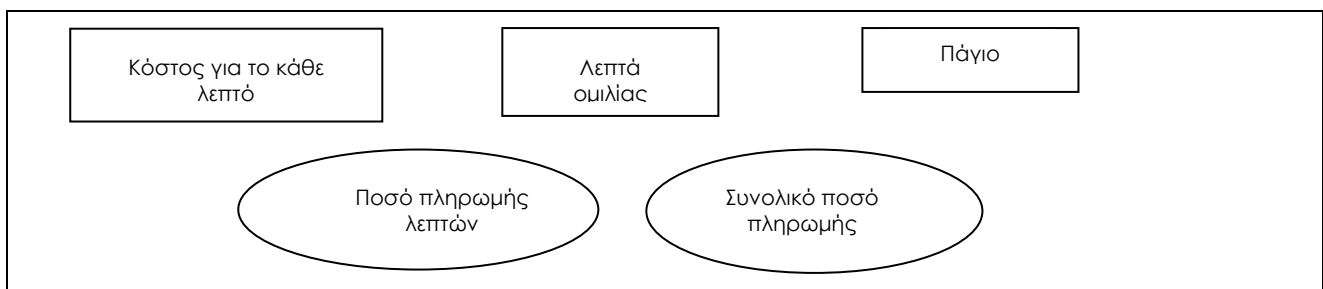 Κόστος για το κάθε
λεπτό
Λεπτά
ομιλίας
Πάγιο
Ποσό πληρωμής
λεπτών
Συνολικό ποσό
πληρωμής